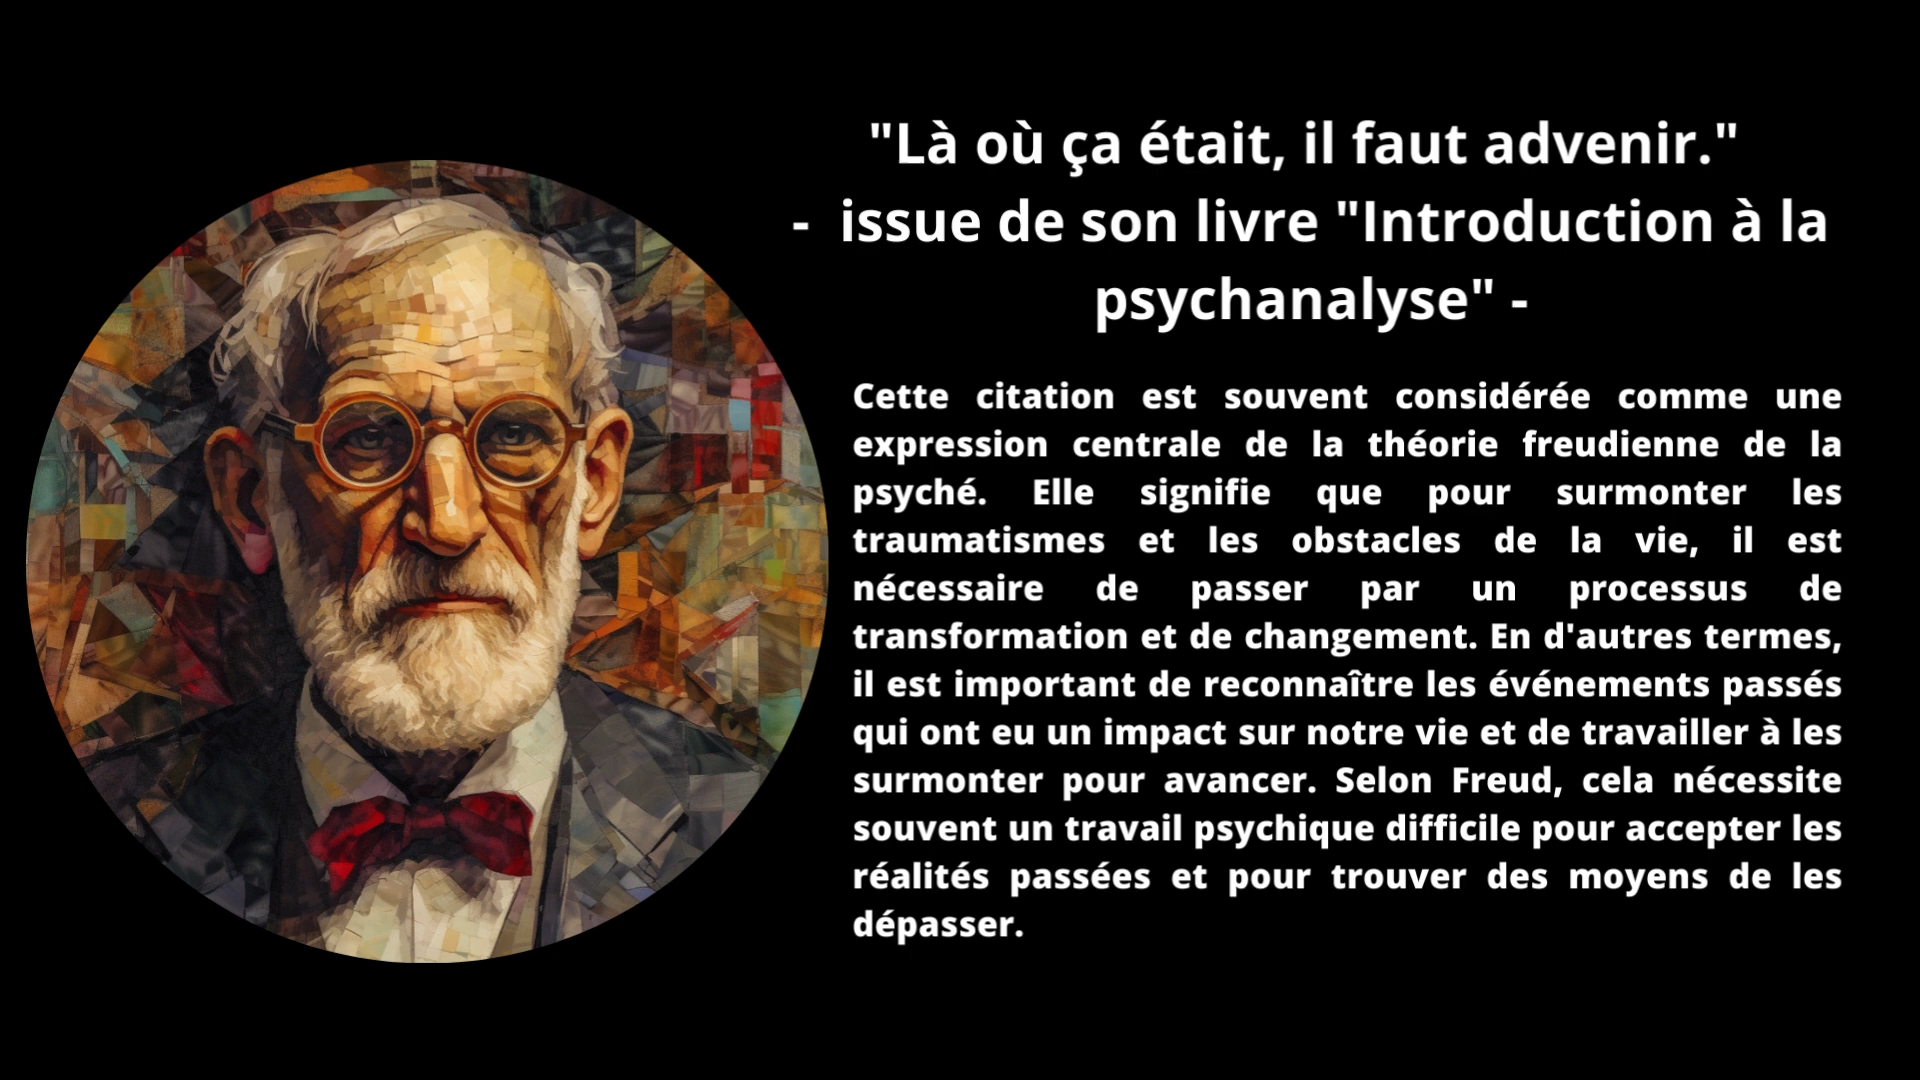 "Là où ça était, il faut advenir."
- issue de son livre "Introduction à la
psychanalyse" -
Cette citation est souvent considérée comme une
expression centrale de la théorie freudienne de la
psyché. Elle signifie que pour surmonter les
traumatismes et les obstacles de la vie, il est
nécessaire de passer par un processus de
transformation et de changement. En d'autres termes,
il est important de reconnaître les événements passés
qui ont eu un impact sur notre vie et de travailler à les
surmonter pour avancer. Selon Freud, cela nécessite
souvent un travail psychique difficile pour accepter les
réalités passées et pour trouver des moyens de les
dépasser.